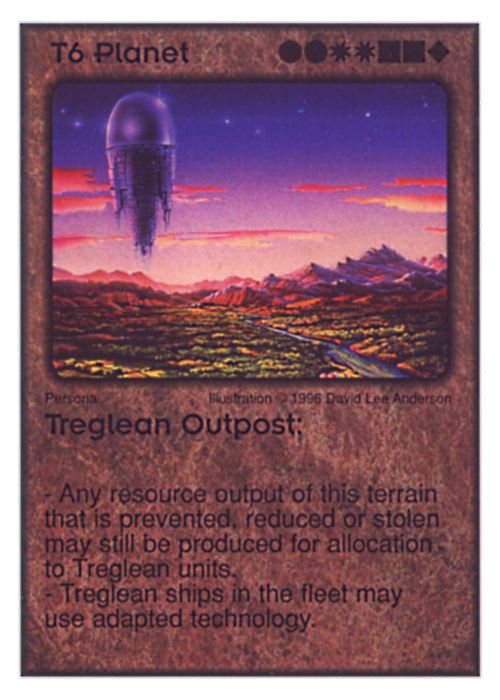 T6 Planet
Persona
Illustration © 1996 David Lee Anderson
Treglean Outpost:
- Any resource output of this terrain
that is prevented, reduced or stolen
may still be produced for allocation
to Treglean units.
- Treglean ships in the fleet may
use adapted technology.